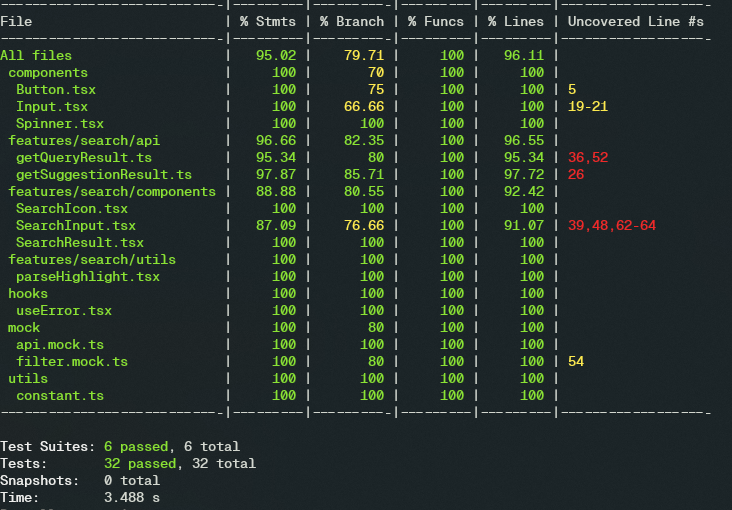 File | % Stmts | % Branch | % Funcs | % Lines | Uncovered Line #s
All files | 95.02 | 79.71 | 100 | 96.11 |
components | 100 | 70 | 100 | 100 |
Button.tsx | 100 | 75 | 100 | 100 | 5
Input.tsx | 100 | 66.66 | 100 | 100 | 19-21
Spinner.tsx | 100 | 100 | 100 | 100 |
features/search/api | 96.66 | 82.35 | 100 | 96.55 |
getQueryResult.ts | 95.34 | 80 | 100 | 95.34 | 36,52
getSuggestionResult.ts | 97.87 | 85.71 | 100 | 97.72 | 26
features/search/components | 88.88 | 80.55 | 100 | 92.42 |
SearchIcon.tsx | 100 | 100 | 100 | 100 |
SearchInput.tsx | 87.09 | 76.66 | 100 | 91.07 | 39,48,62-64
SearchResult.tsx | 100 | 100 | 100 | 100 |
features/search/utils | 100 | 100 | 100 | 100 |
parseHighlight.tsx | 100 | 100 | 100 | 100 |
hooks | 100 | 100 | 100 | 100 |
useError.tsx | 100 | 100 | 100 | 100 |
mock | 100 | 80 | 100 | 100 |
api.mock.ts | 100 | 100 | 100 | 100 |
filter.mock.ts | 100 | 80 | 100 | 100 | 54
utils | 100 | 100 | 100 | 100 |
constant.ts | 100 | 100 | 100 | 100 |
Test Suites: 6 passed, 6 total
Tests: 32 passed, 32 total
Snapshots: 0 total
Time: 3.488 s